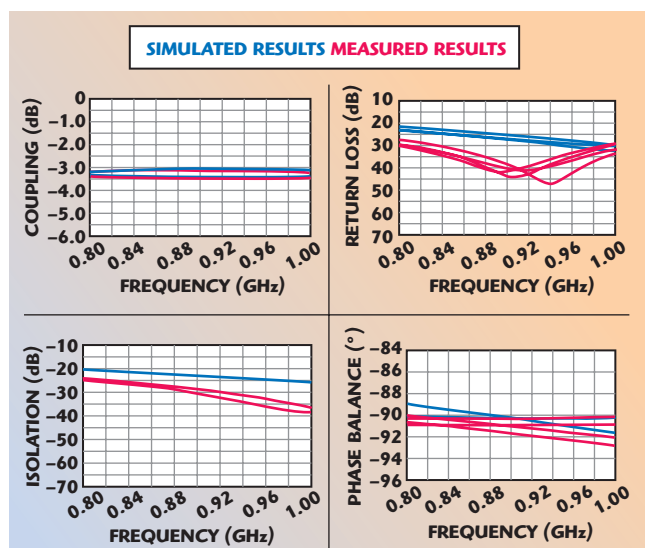 SIMULATED RESULTS MEASURED RESULTS
COUPLING (dB)
0
–1.0
–2.0
–3.0
–4.0
–5.0
–6.0
0.80 0.84 0.88 0.92 0.96 1.00
FREQUENCY (GHz)
RETURN LOSS (dB)
10
20
30
40
50
60
70
0.80 0.84 0.88 0.92 0.96 1.00
FREQUENCY (GHz)
ISOLATION (dB)
–10
–20
–30
–40
–50
–60
–70
0.80 0.84 0.88 0.92 0.96 1.00
FREQUENCY (GHz)
PHASE BALANCE (°)
–84
–86
–88
–90
–92
–94
–96
0.80 0.84 0.88 0.92 0.96 1.00
FREQUENCY (GHz)